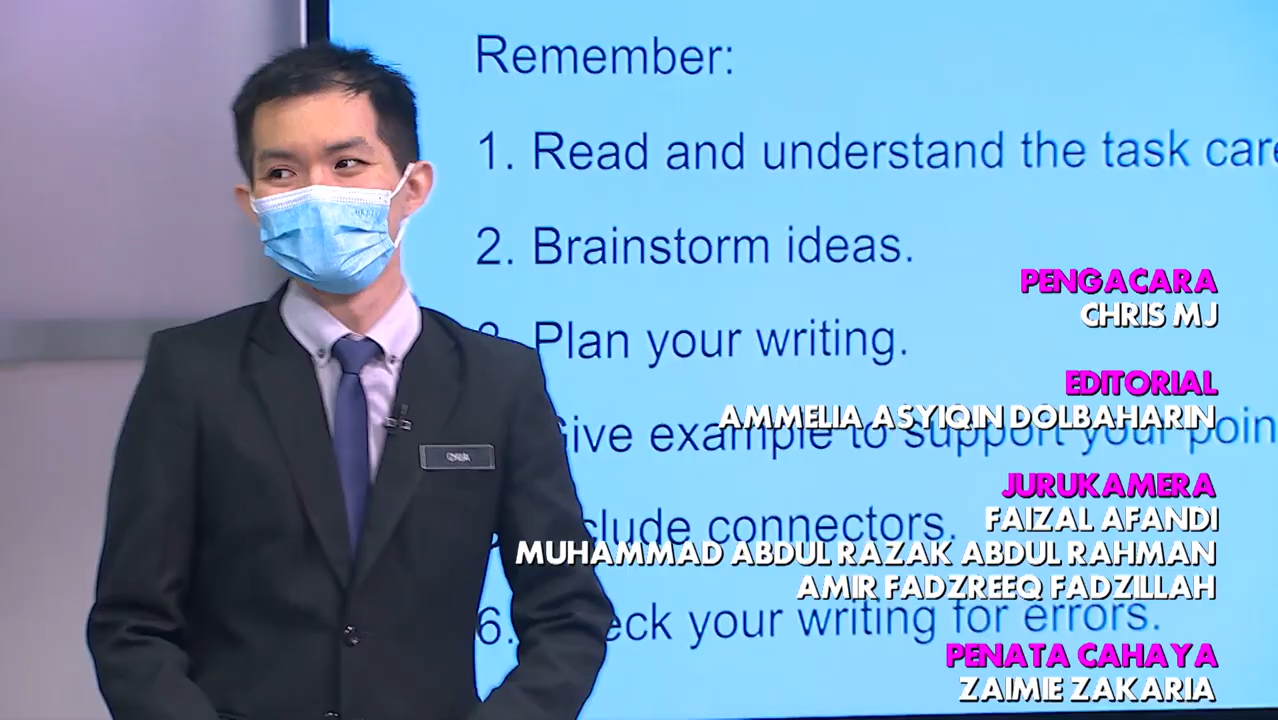 Remember:
1. Read and understand the task care
2. Brainstorm ideas.
Plan your writing.
Give example to support your poin
clude connectors.
6. eck your writing for errors.
PENGACARA
CHRIS MJ
EDITORIAL
AMMELIA ASYIQIN DOLBAHARIN
JURUKAMERA
FAIZAL AFANDI
MUHAMMAD ABDUL RAZAK ABDUL RAHMAN
AMIR FADZREEQ FADZILLAH
PENATA CAHAYA
ZAIMIE ZAKARIA